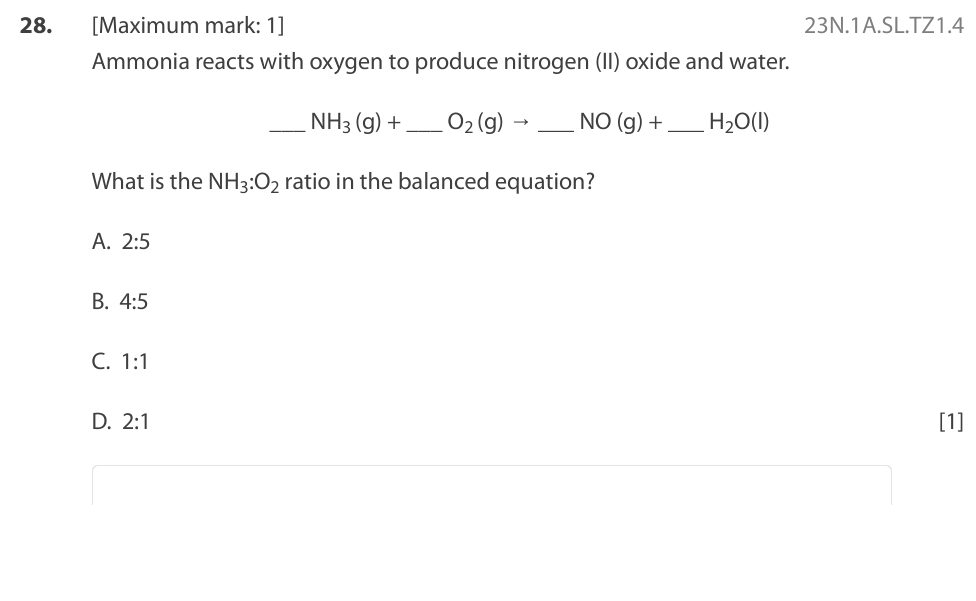 28. [Maximum mark: 1] 23N.1A.SL.TZ1.4
Ammonia reacts with oxygen to produce nitrogen (II) oxide and water.
___ NH₃ (g) + ___ O₂ (g) → ___ NO (g) + ___ H₂O(l)
What is the NH₃:O₂ ratio in the balanced equation?
A. 2:5
B. 4:5
C. 1:1
D. 2:1 [1]